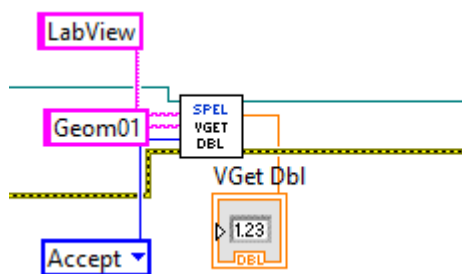 LabView
Geom01
SPEL
VGET
DBL
VGet Dbl
1.23
DBL
Accept